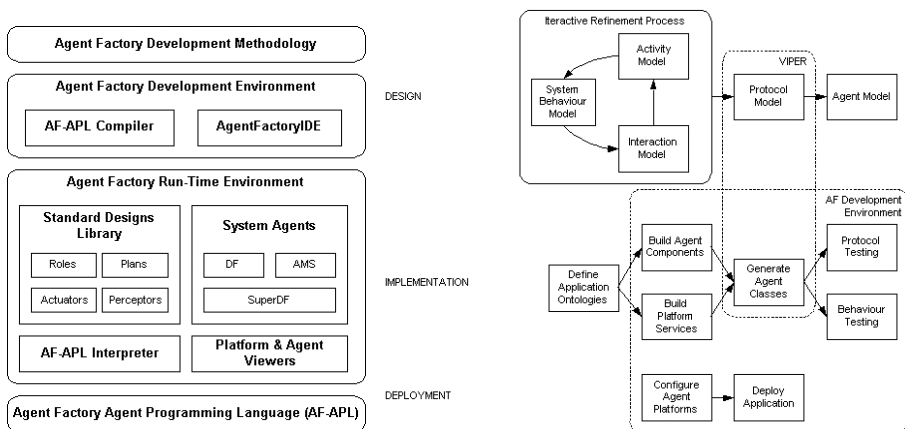 Agent Factory Development Methodology
Agent Factory Development Environment
AF-APL Compiler
AgentFactoryIDE
Agent Factory Run-Time Environment
Standard Designs
Library
Roles
Plans
Actuators
Perceptors
System Agents
DF
AMS
SuperDF
AF-APL Interpreter
Platform & Agent
Viewers
Agent Factory Agent Programming Language (AF-APL)
DESIGN
IMPLEMENTATION
DEPLOYMENT
Iteractive Refinement Process
Activity
Model
System
Behaviour
Model
Interaction
Model
VIPER
Protocol
Model
Agent Model
AF Development
Environment
Define
Application
Ontologies
Build Agent
Components
Build
Platform
Services
Generate
Agent
Classes
Protocol
Testing
Behaviour
Testing
Configure
Agent
Platforms
Deploy
Application